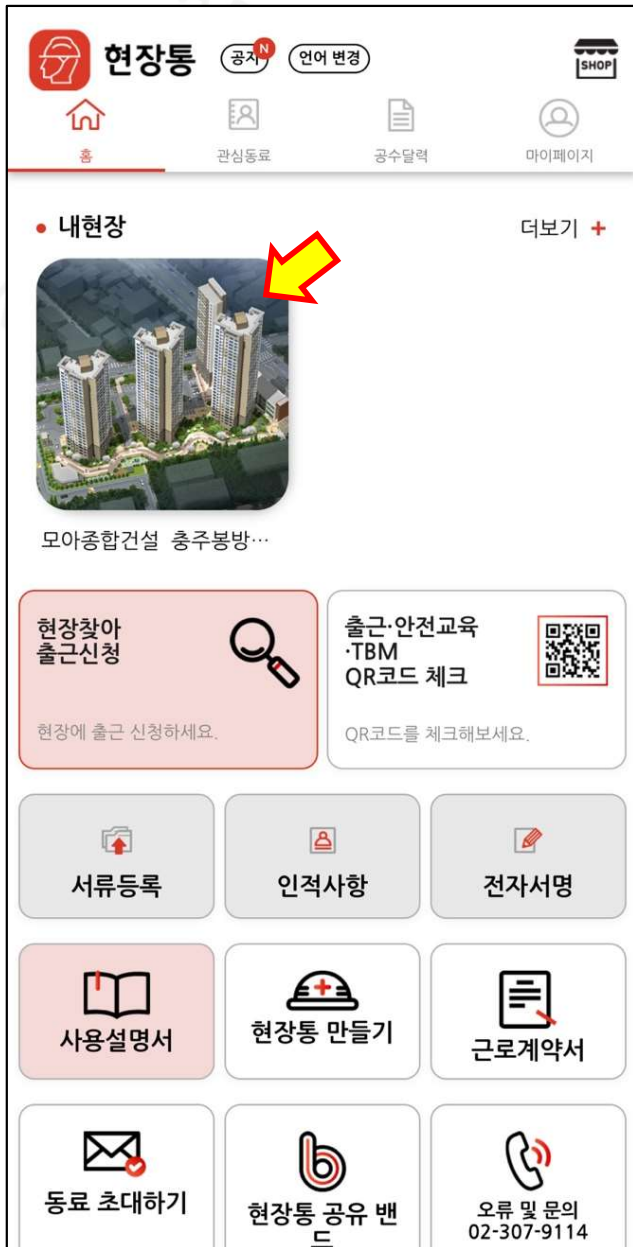 현장통
공지 N
언어 변경
SHOP
홈
관심동료
공수달력
마이페이지
내현장
더보기 +
모아종합건설 충주봉방…
현장찾아
출근신청
현장에 출근 신청하세요.
출근·안전교육
·TBM
QR코드 체크
QR코드를 체크해보세요.
서류등록
인적사항
전자서명
사용설명서
현장통 만들기
근로계약서
동료 초대하기
현장통 공유 밴
드
오류 및 문의
02-307-9114